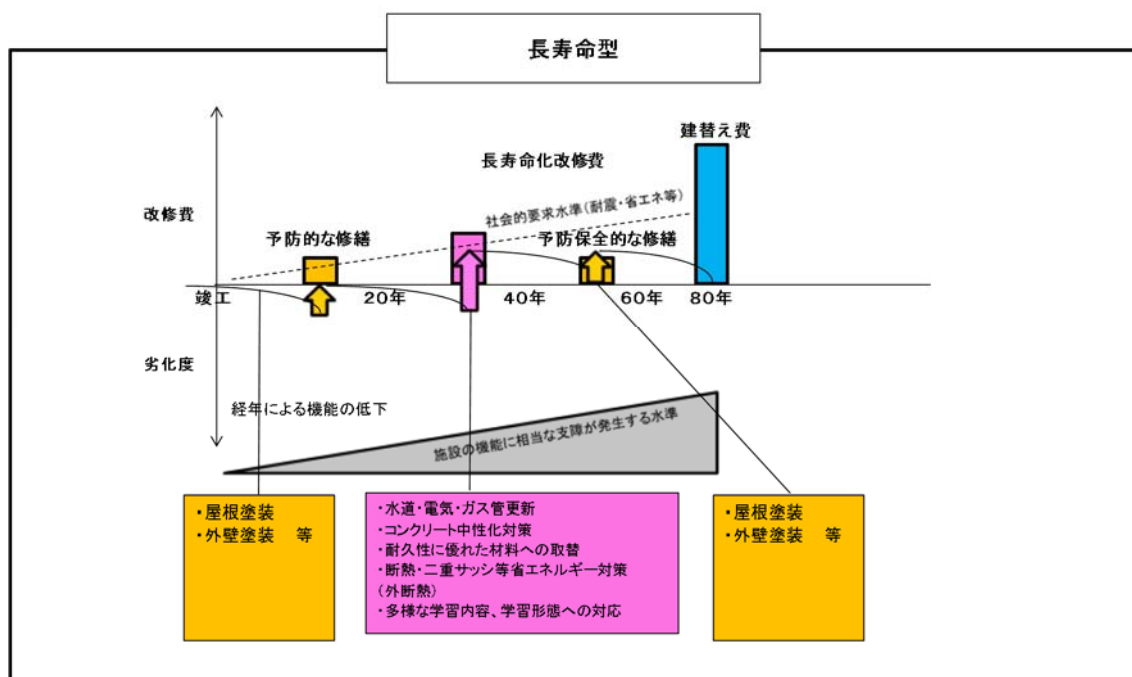 長寿命型
建替え費
長寿命化改修費
社会的要求水準(耐震・省エネ等)
改修費
予防的な修繕
予防保全的な修繕
竣工
20年
40年
60年
80年
劣化度
経年による機能の低下
施設の機能に相当な支障が発生する水準
・屋根塗装
・外壁塗装 等
・水道・電気・ガス管更新
・コンクリート中性化対策
・耐久性に優れた材料への取替
・断熱・二重サッシ等省エネルギー対策
(外断熱)
・多様な学習内容、学習形態への対応
・屋根塗装
・外壁塗装 等